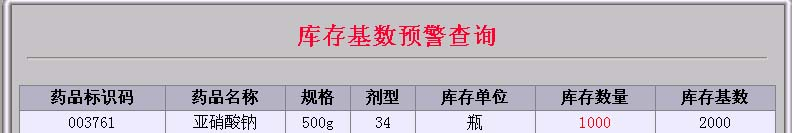 库存基数预警查询
药品标识码 药品名称 规格 剂型 库存单位 库存数量 库存基数
003761 亚硝酸钠 500g 34 瓶 1000 2000